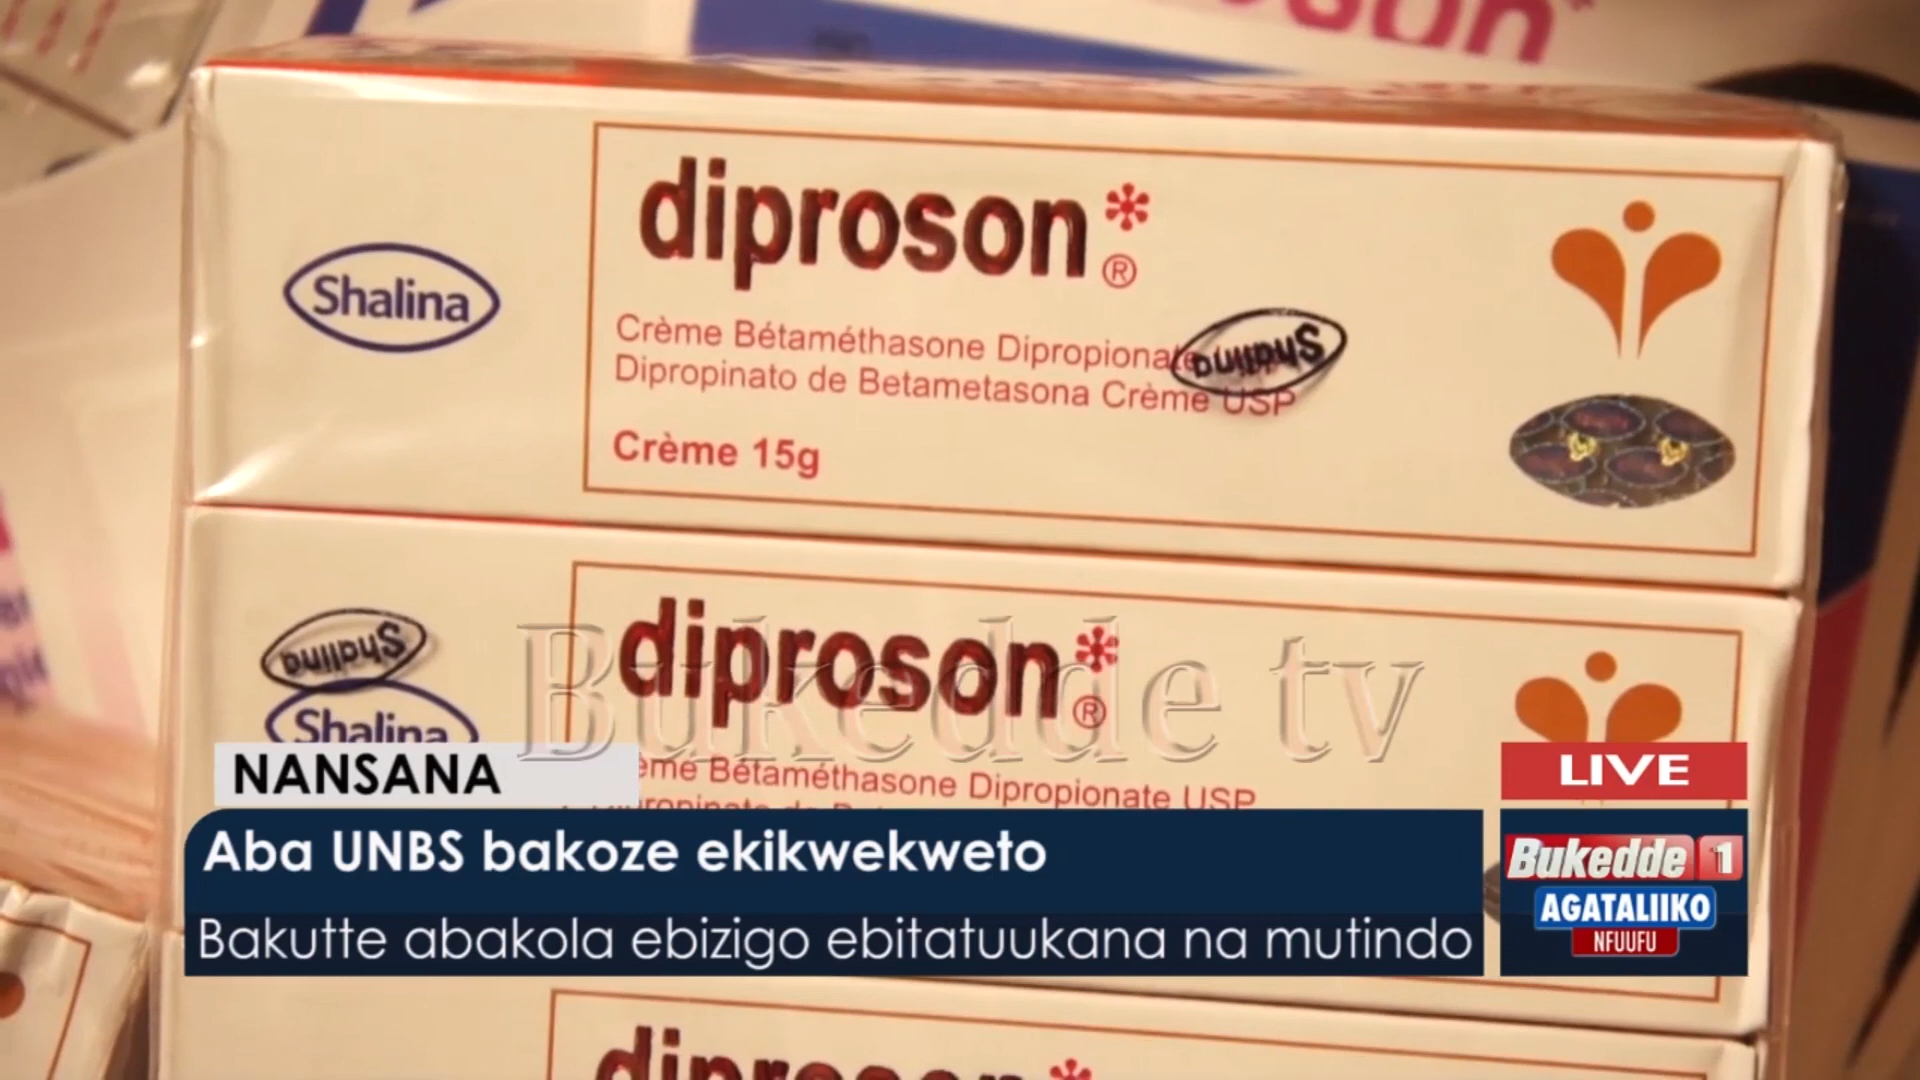 oson
diproson*
®
Shalina
Crème Bétaméthasone Dipropionate
Shalina
Dipropinato de Betametasona Crème USP
Crème 15g
diproson*
®
Shalina
Shalina
Bukedde tv
ème Bétaméthasone Dipropionate USP
NANSANA
LIVE
Aba UNBS bakoze ekikwekweto
Bakutte abakola ebizigo ebitatuukana na mutindo
Bukedde 1
AGATALIIKO
NFUUFU
diproson*